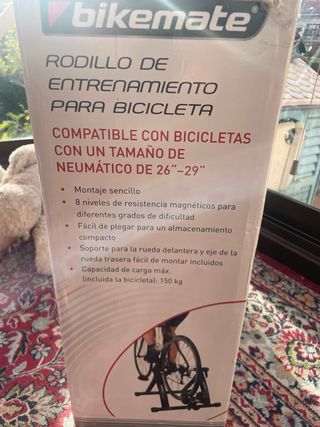 bikemate®
RODILLO DE
ENTRENAMIENTO
PARA BICICLETA
COMPATIBLE CON BICICLETAS
CON UN TAMAÑO DE
NEUMÁTICO DE 26"-29"
• Montaje sencillo
• 8 niveles de resistencia magnéticos para
diferentes grados de dificultad
• Fácil de plegar para un almacenamiento
compacto
• Soporte para la rueda delantera y eje de la
rueda trasera fácil de montar incluidos
• Capacidad de carga máx.
(incluida la bicicleta): 150 kg